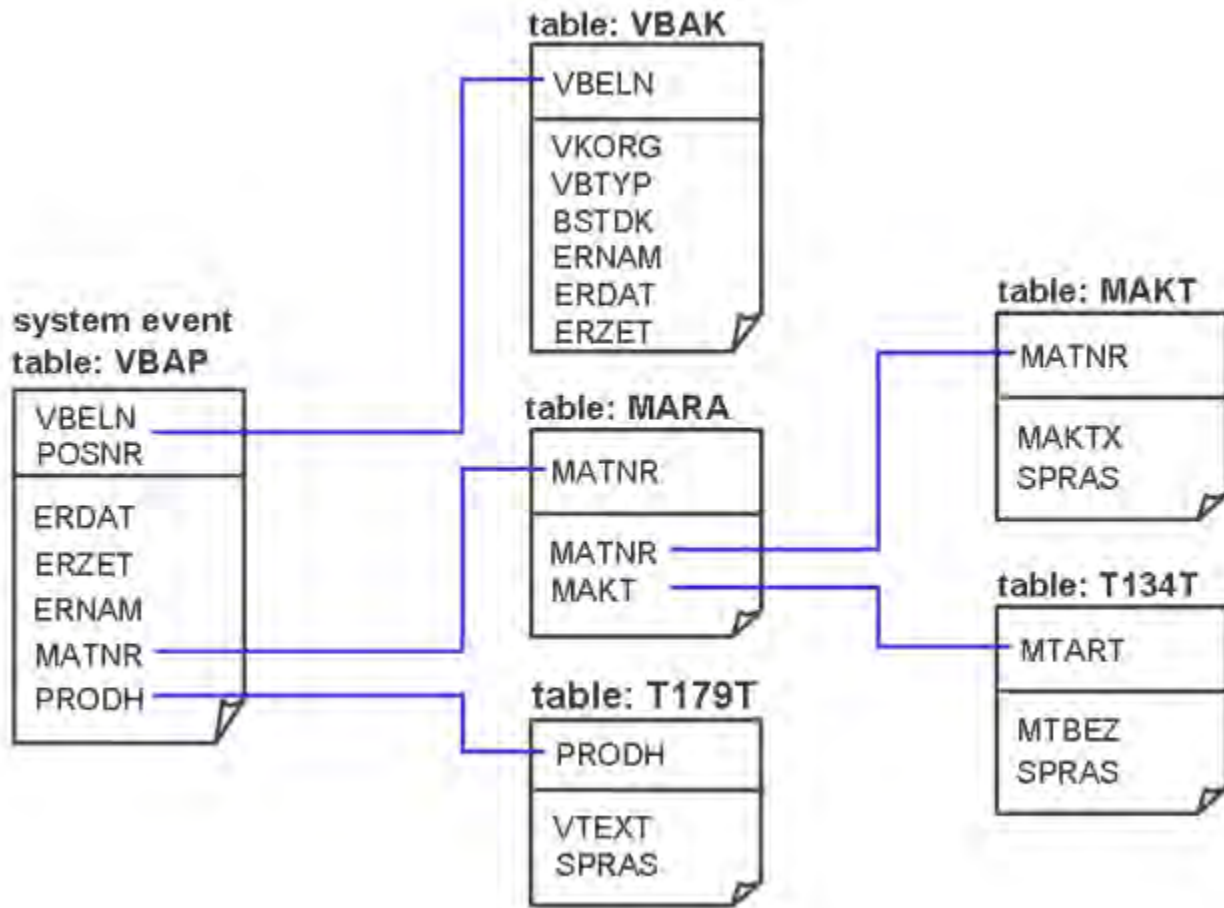 system event
table: VBAP
VBELN
POSNR
ERDAT
ERZET
ERNAM
MATNR
PRODH
table: VBAK
VBELN
VKORG
VBTYP
BSTDK
ERNAM
ERDAT
ERZET
table: MARA
MATNR
MATNR
MAKT
table: T179T
PRODH
VTEXT
SPRAS
table: MAKT
MATNR
MAKTX
SPRAS
table: T134T
MTART
MTBEZ
SPRAS